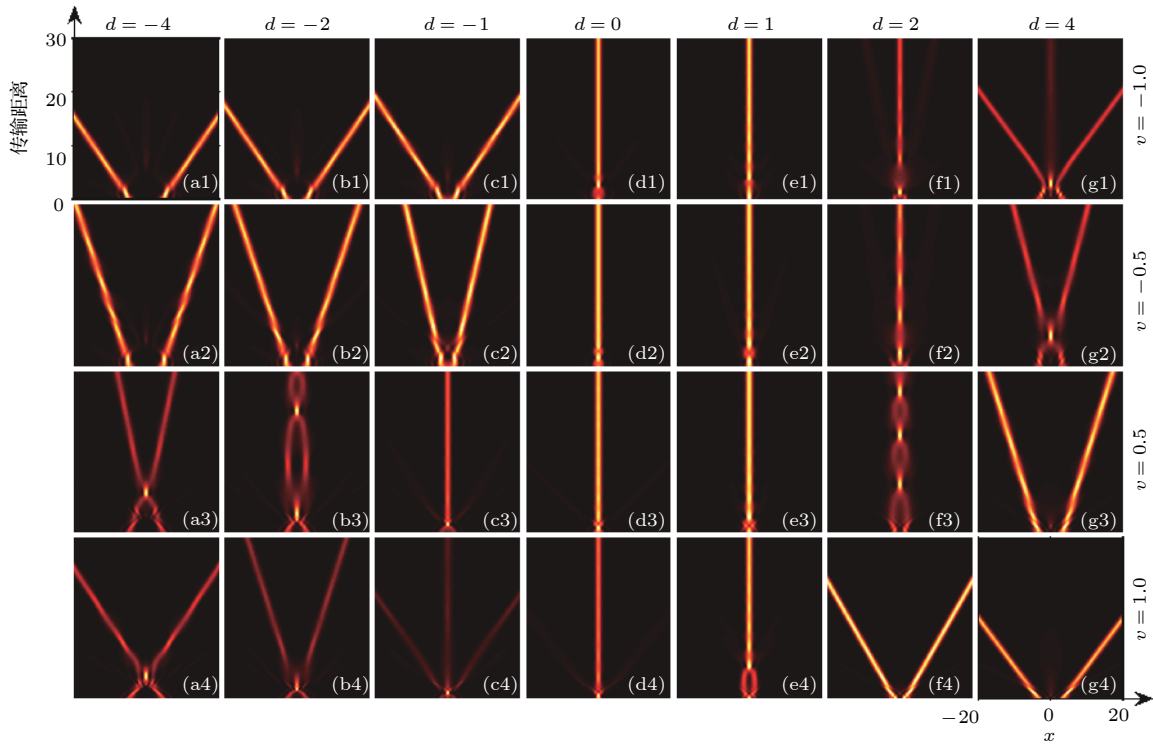 d = −4 d = −2 d = −1 d = 0 d = 1 d = 2 d = 4
30
20
10
0
传输距离
(a1) (b1) (c1) (d1) (e1) (f1) (g1)
v = −1.0
(a2) (b2) (c2) (d2) (e2) (f2) (g2)
v = −0.5
(a3) (b3) (c3) (d3) (e3) (f3) (g3)
v = 0.5
(a4) (b4) (c4) (d4) (e4) (f4) (g4)
v = 1.0
−20 0 20
x